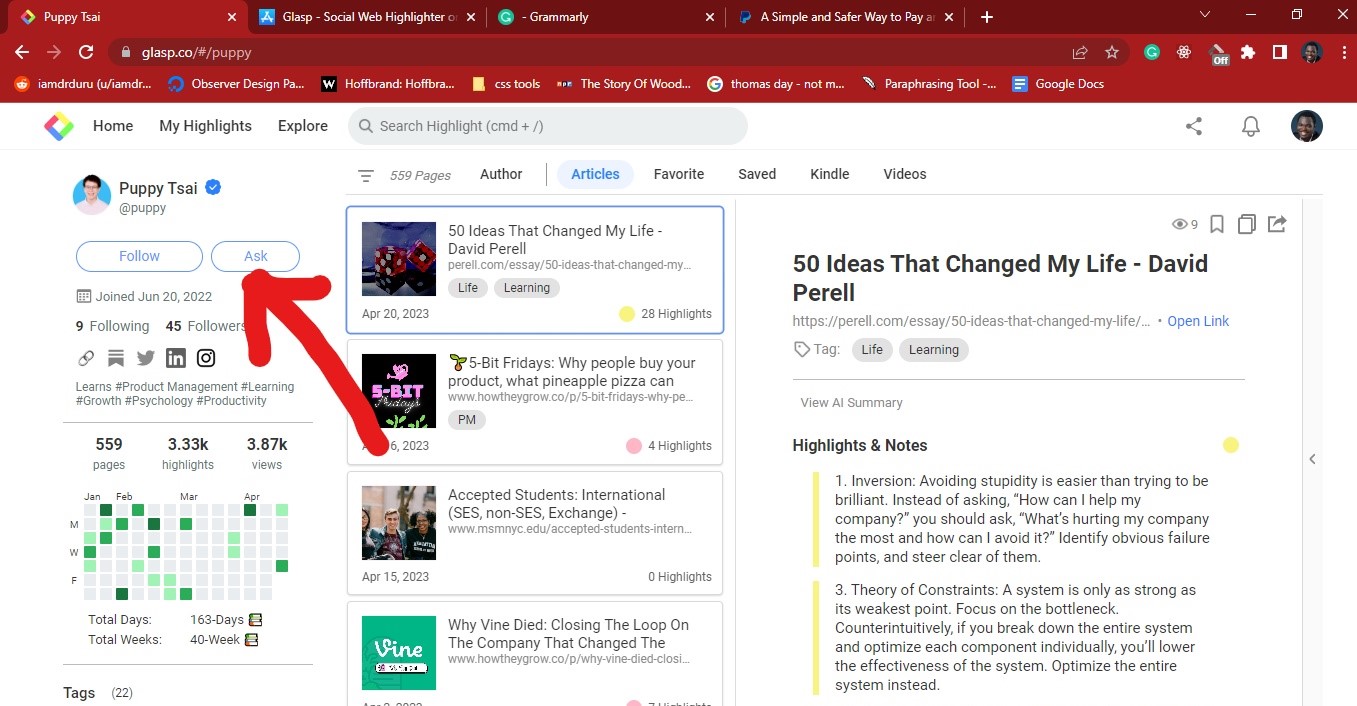 Puppy Tsai
Glasp - Social Web Highlighter o
- Grammarly
A Simple and Safer Way to Pay a
glasp.co/#/puppy
Off
iamdrduru (u/iamdr...
Observer Design Pa...
Hoffbrand: Hoffbra...
css tools
The Story Of Wood...
thomas day - not m...
Paraphrasing Tool -...
Google Docs
Home
My Highlights
Explore
Search Highlight (cmd + /)
Puppy Tsai
@puppy
Follow
Ask
Joined Jun 20, 2022
9 Following
45 Followers
Learns #Product Management #Learning
#Growth #Psychology #Productivity
559
pages
3.33k
highlights
3.87k
views
Jan
Feb
Mar
Apr
M
W
F
Total Days:
163-Days
Total Weeks:
40-Week
Tags
(22)
559 Pages
Author
Articles
Favorite
Saved
Kindle
Videos
50 Ideas That Changed My Life -
David Perell
perell.com/essay/50-ideas-that-changed-my...
Life
Learning
Apr 20, 2023
28 Highlights
5-BIT
Fridays
5-Bit Fridays: Why people buy your
product, what pineapple pizza can
www.howtheygrow.co/p/5-bit-fridays-why-pe...
PM
6, 2023
4 Highlights
Accepted Students: International
(SES, non-SES, Exchange) -
www.msmnyc.edu/accepted-students-intern...
Apr 15, 2023
0 Highlights
Vine
Why Vine Died: Closing The Loop On
The Company That Changed The
www.howtheygrow.co/p/why-vine-died-closi...
7 Highlights
9
50 Ideas That Changed My Life - David
Perell
https://perell.com/essay/50-ideas-that-changed-my-life/...
• Open Link
Tag:
Life
Learning
View AI Summary
Highlights & Notes
1. Inversion: Avoiding stupidity is easier than trying to be
brilliant. Instead of asking, “How can I help my
company?” you should ask, “What’s hurting my company
the most and how can I avoid it?” Identify obvious failure
points, and steer clear of them.
3. Theory of Constraints: A system is only as strong as
its weakest point. Focus on the bottleneck.
Counterintuitively, if you break down the entire system
and optimize each component individually, you’ll lower
the effectiveness of the system. Optimize the entire
system instead.